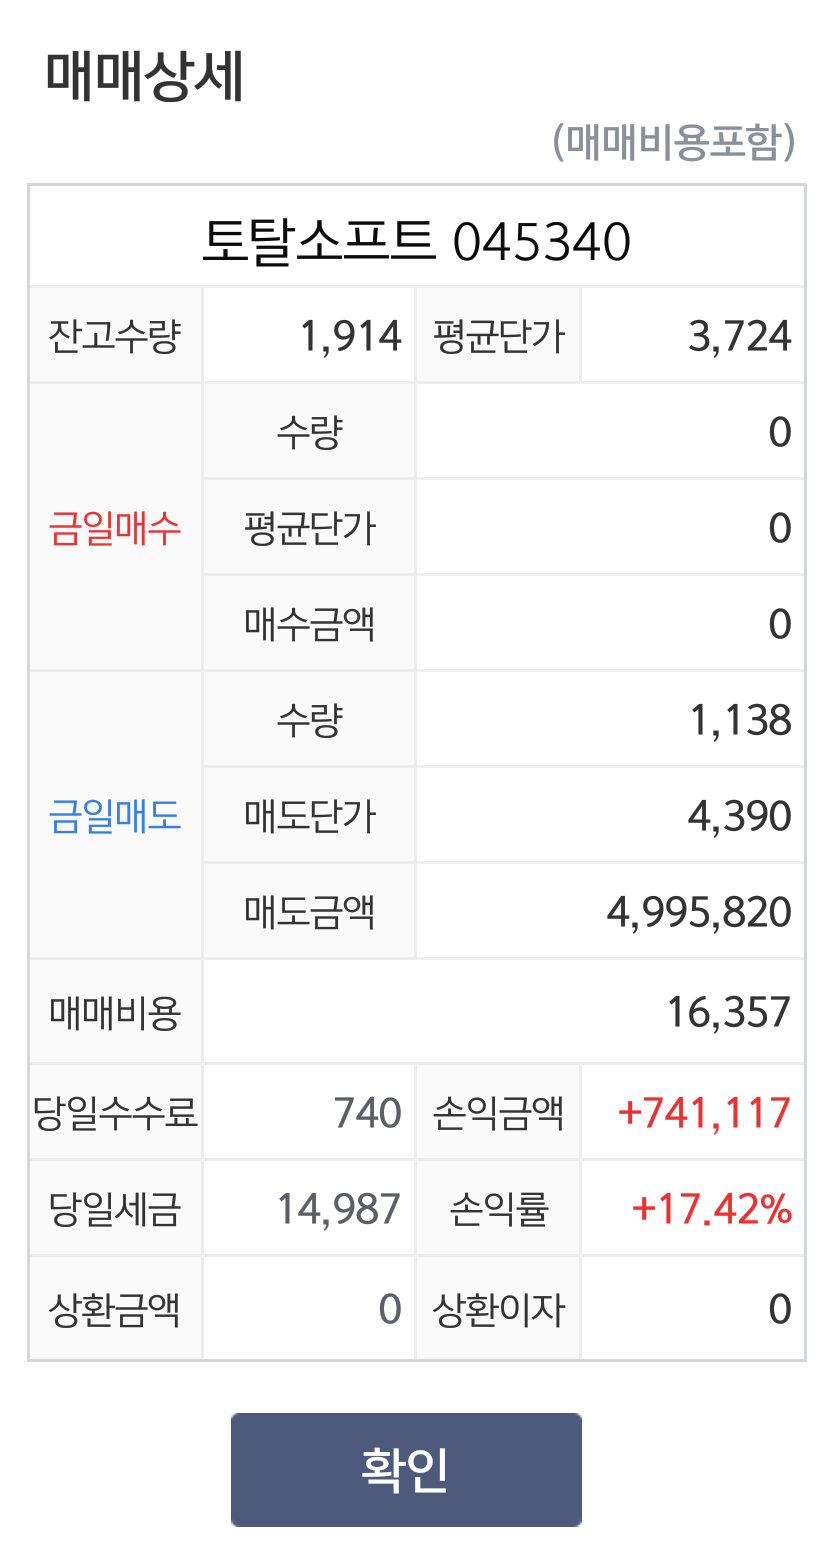 매매상세
(매매비용포함)
토탈소프트 045340
잔고수량 1,914 평균단가 3,724
수량 0
금일매수 평균단가 0
매수금액 0
수량 1,138
금일매도 매도단가 4,390
매도금액 4,995,820
매매비용 16,357
당일수수료 740 손익금액 +741,117
당일세금 14,987 손익률 +17.42%
상환금액 0 상환이자 0
확인